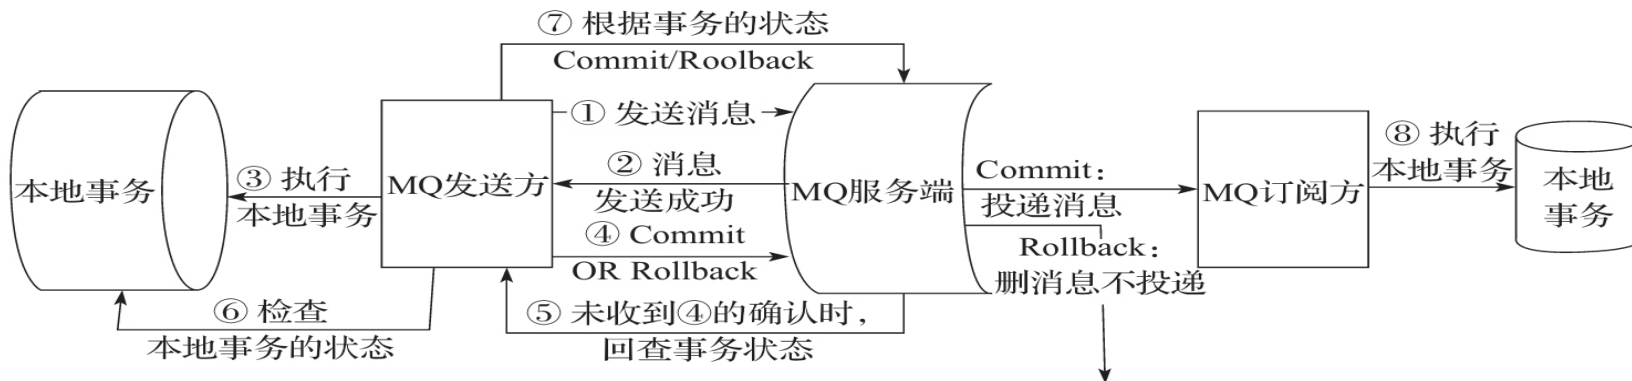 ⑦ 根据事务的状态
Commit/Roolback
① 发送消息
② 消息
发送成功
③ 执行
本地事务
本地事务
MQ发送方
MQ服务端
④ Commit
OR Rollback
Commit：
投递消息
Rollback：
删消息不投递
MQ订阅方
⑧ 执行
本地事务
本地
事务
⑥ 检查
本地事务的状态
⑤ 未收到④的确认时，
回查事务状态